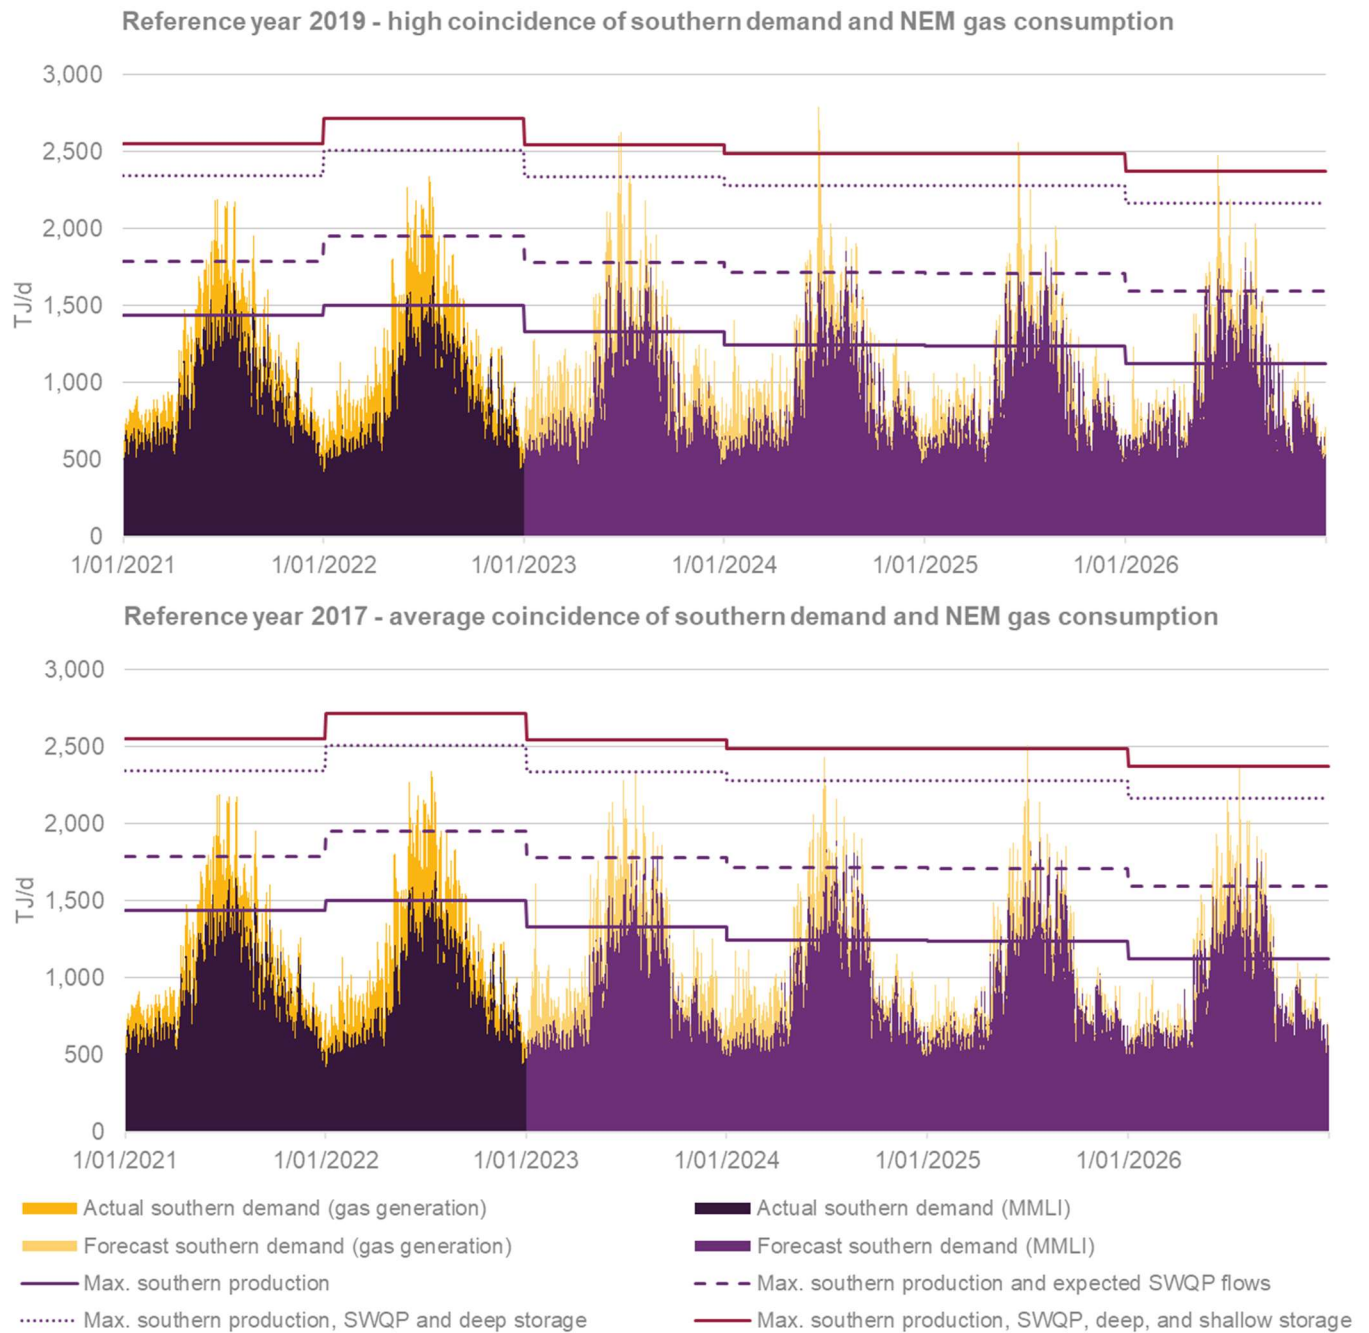 Reference year 2019 - high coincidence of southern demand and NEM gas consumption
3,000
2,500
2,000
1,500
1,000
500
0
TJ/d
1/01/2021 1/01/2022 1/01/2023 1/01/2024 1/01/2025 1/01/2026
Reference year 2017 - average coincidence of southern demand and NEM gas consumption
3,000
2,500
2,000
1,500
1,000
500
0
TJ/d
1/01/2021 1/01/2022 1/01/2023 1/01/2024 1/01/2025 1/01/2026
Actual southern demand (gas generation) Actual southern demand (MMLI)
Forecast southern demand (gas generation) Forecast southern demand (MMLI)
Max. southern production Max. southern production and expected SWQP flows
Max. southern production, SWQP and deep storage Max. southern production, SWQP, deep, and shallow storage